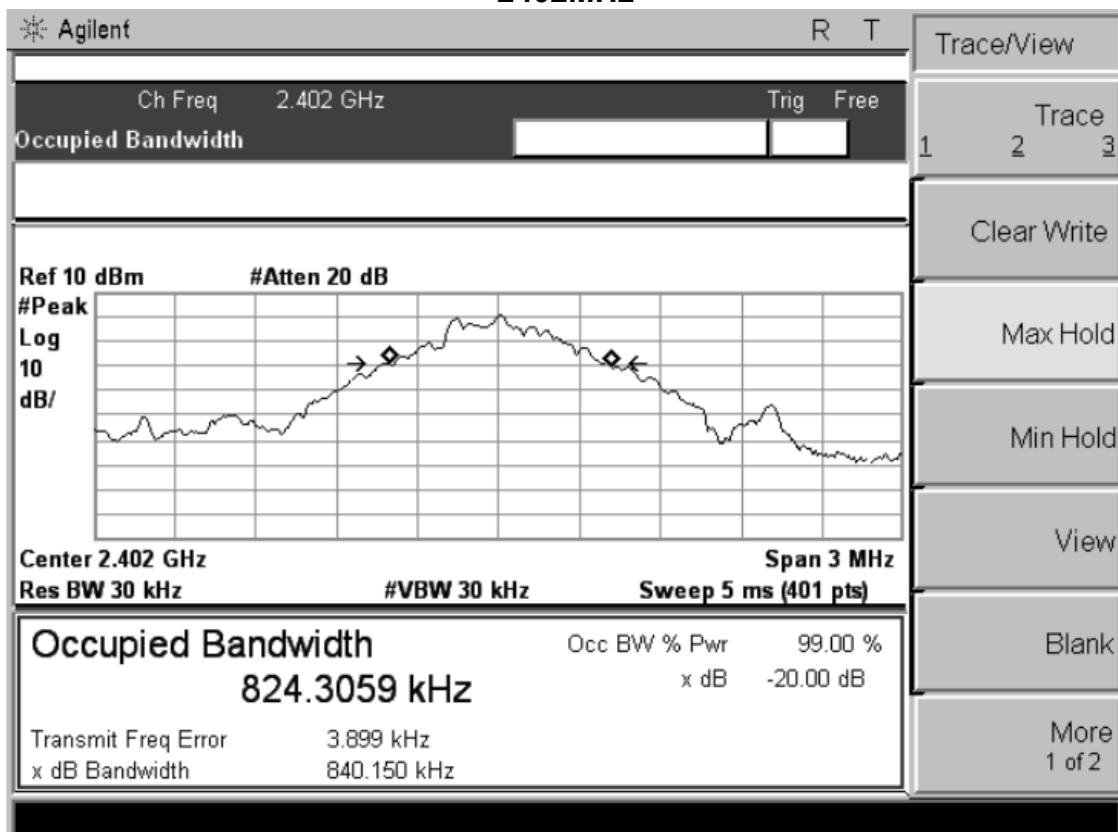 Agilent R T
Trace/View
Ch Freq 2.402 GHz Trig Free
Occupied Bandwidth
Trace
1 2 3
Clear Write
Ref 10 dBm #Atten 20 dB
#Peak
Log
10
dB/
Max Hold
Min Hold
View
Center 2.402 GHz Span 3 MHz
Res BW 30 kHz #VBW 30 kHz Sweep 5 ms (401 pts)
Occupied Bandwidth
824.3059 kHz
Occ BW % Pwr 99.00 %
x dB -20.00 dB
Transmit Freq Error 3.899 kHz
x dB Bandwidth 840.150 kHz
Blank
More
1 of 2